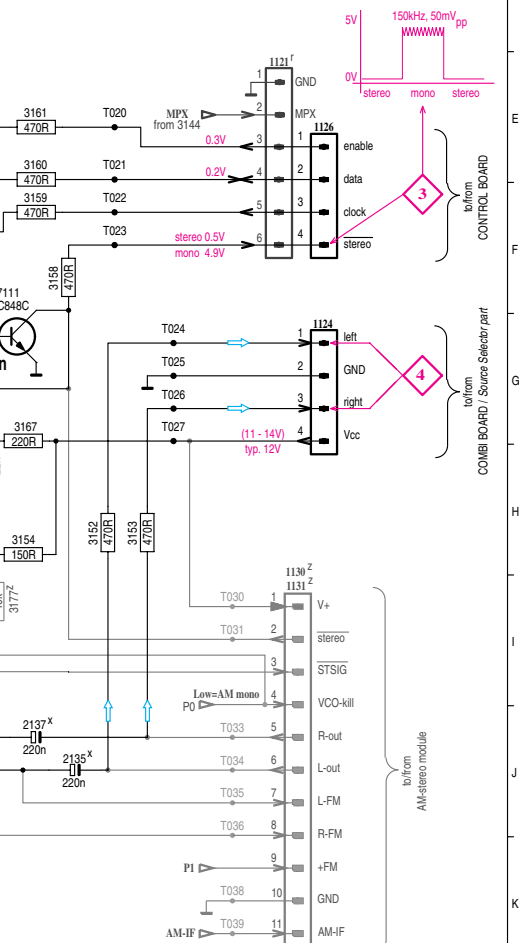 150kHz, 50mVpp
5V
0V
stereo mono stereo
E
1121 r
1 GND
2 MPX
MPX
from 3144
3161
470R
T020
0.3V
3
1126
1 enable
3160
470R
T021
0.2V
4
2 data
3159
470R
T022
5
3 clock
T023
stereo 0.5V
mono 4.9V
6
4 stereo
3
to/from
CONTROL BOARD
F
3158
470R
7111
C848C
n
T024
1124
1 left
T025
2 GND
T026
3 right
T027
(11 - 14V)
typ. 12V
4 Vcc
4
to/from
COMBI BOARD / Source Selector part
G
3167
220R
H
3154
150R
3152
470R
3153
470R
3177 Z
1130 Z
1131 Z
T030
1 V+
T031
2 stereo
I
3 STSIG
Low=AM mono
P0
4 VCO-kill
2137 x
220n
T033
5 R-out
2135 x
220n
T034
6 L-out
J
T035
7 L-FM
T036
8 R-FM
to/from
AM-stereo module
P1
9 +FM
T038
10 GND
K
AM-IF
T039
11 AM-IF